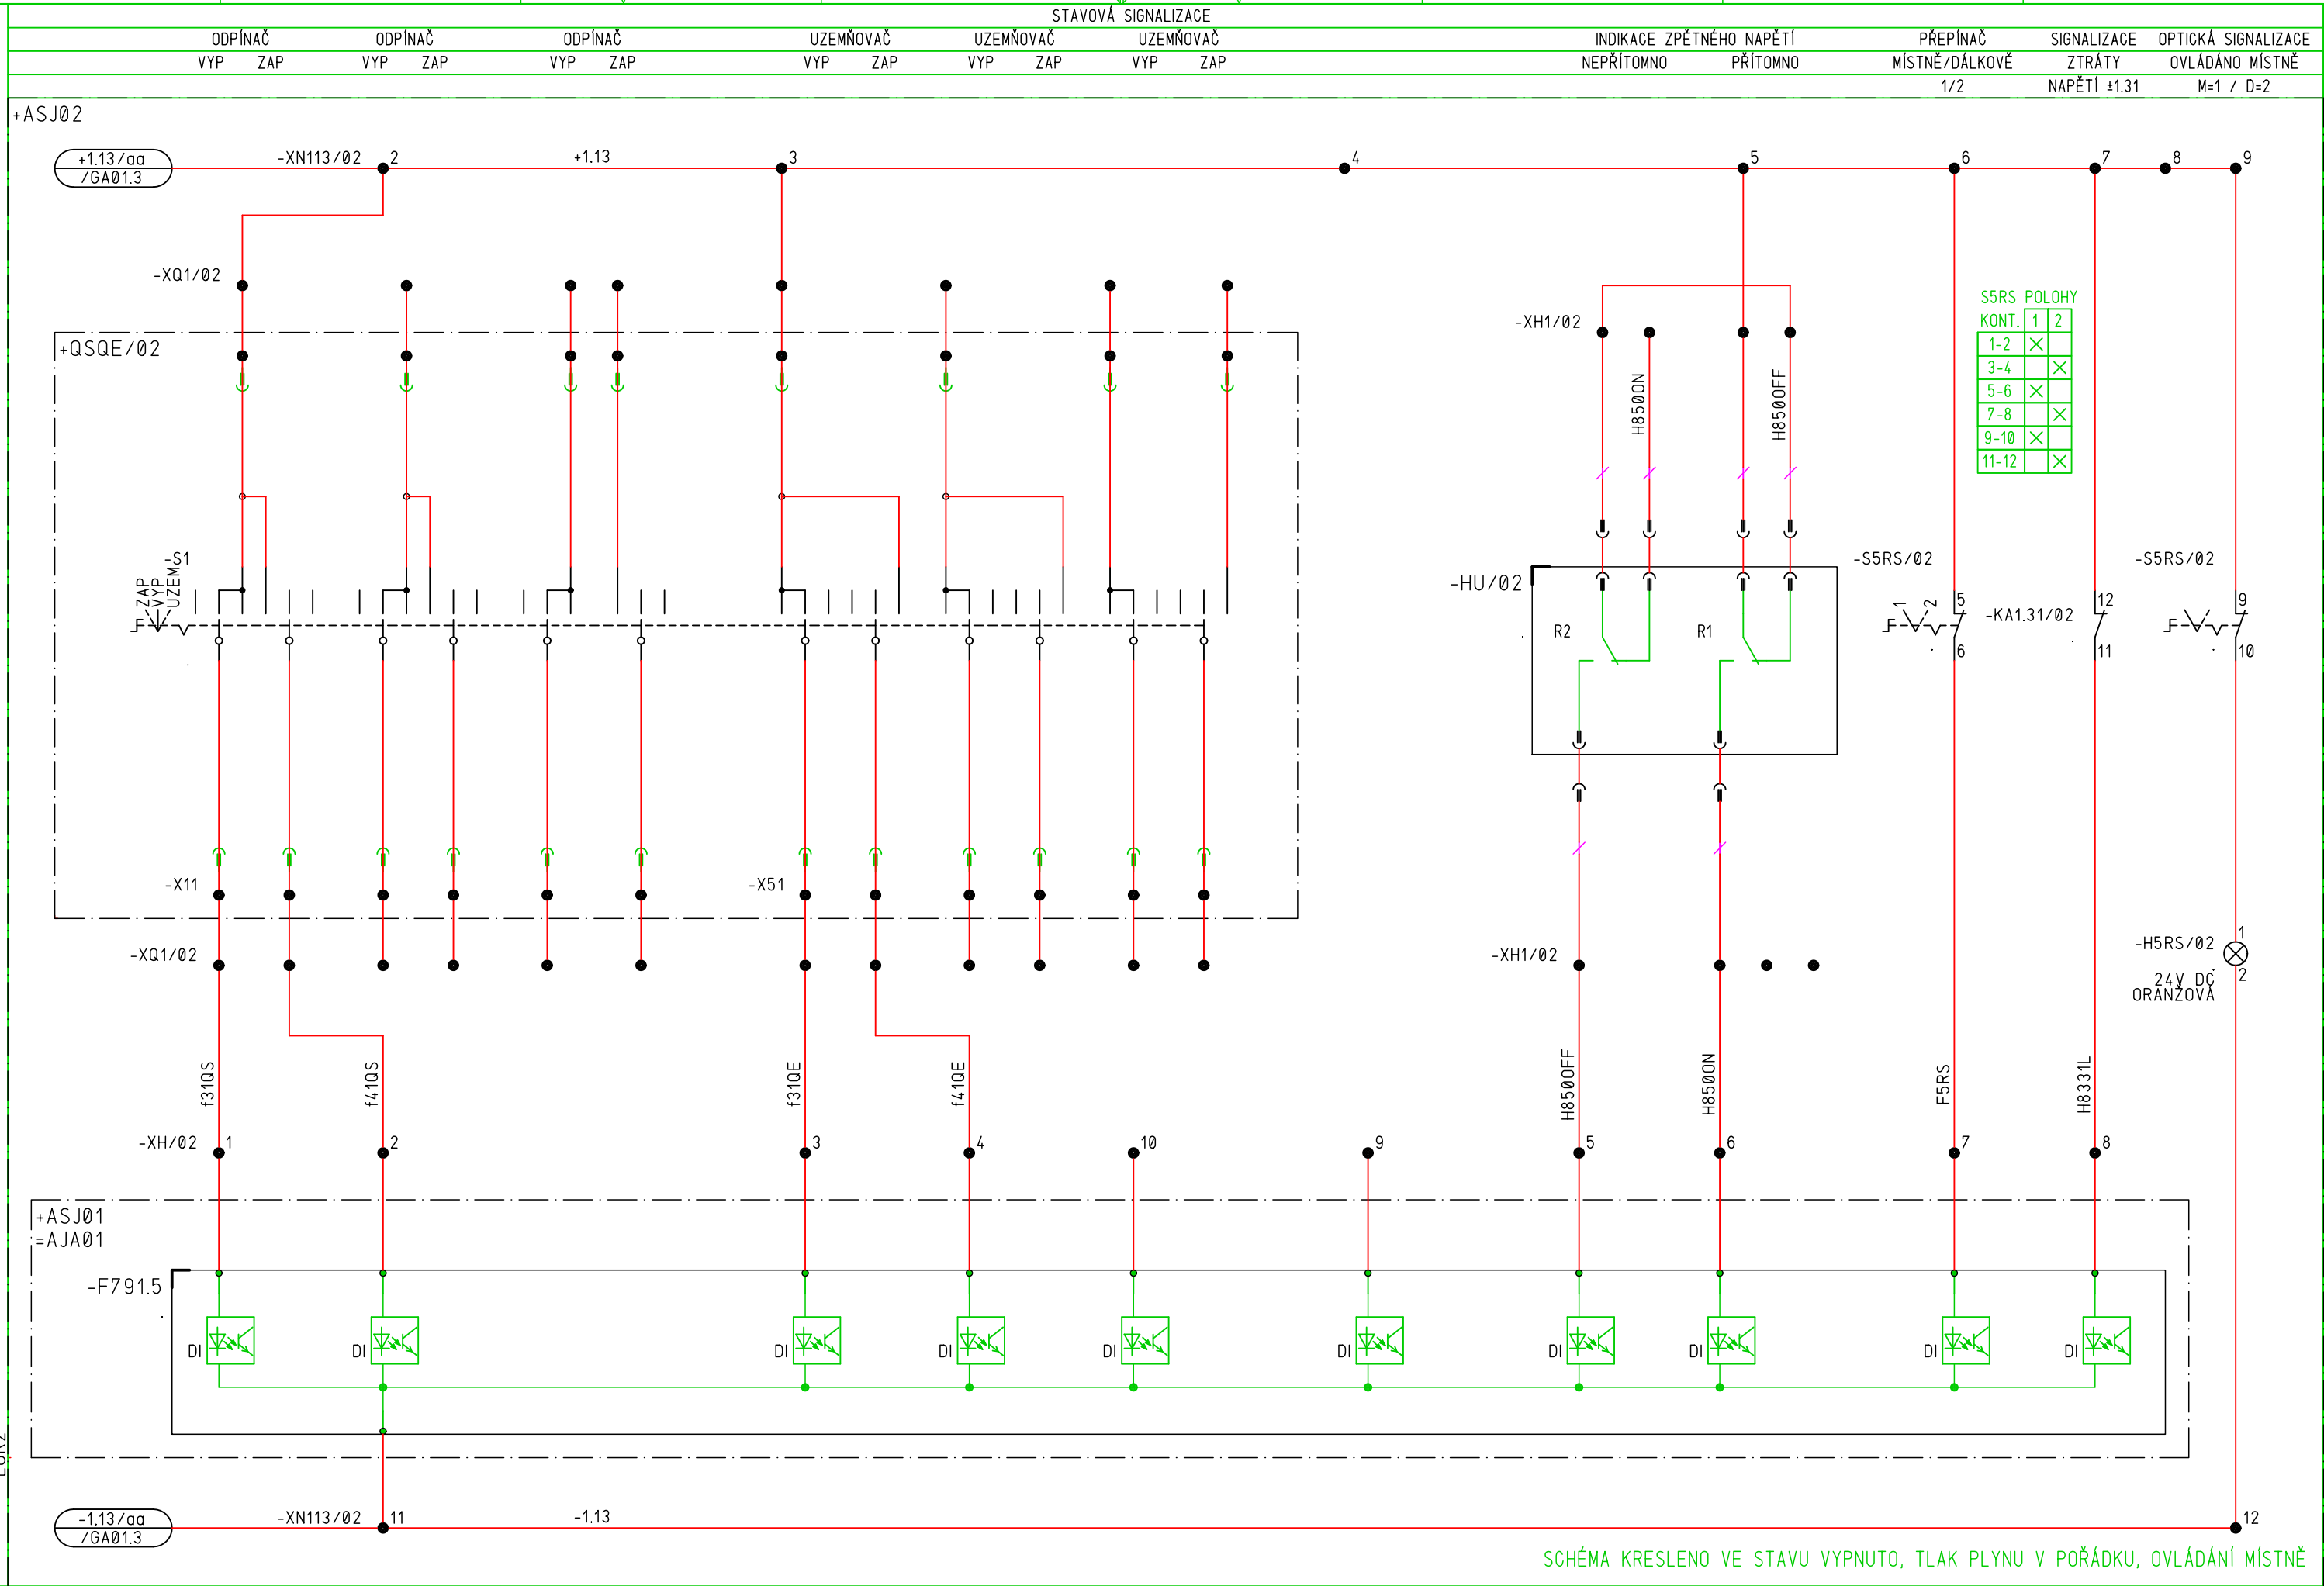 STAVOVÁ SIGNALIZACE
ODPÍNAČ ODPÍNAČ ODPÍNAČ UZEMŇOVAČ UZEMŇOVAČ UZEMŇOVAČ INDIKACE ZPĚTNÉHO NAPĚTÍ PŘEPÍNAČ SIGNALIZACE OPTICKÁ SIGNALIZACE
VYP ZAP VYP ZAP VYP ZAP VYP ZAP VYP ZAP VYP ZAP NEPŘÍTOMNO PŘÍTOMNO MÍSTNĚ/DÁLKOVĚ ZTRÁTY OVLÁDÁNO MÍSTNĚ
1/2 NAPĚTÍ ±1.31 M=1 / D=2
+ASJ02
+1.13/aa -XN113/02 2 +1.13 3 4 5 6 7 8 9
/GA01.3
-XQ1/02
S5RS POLOHY
-XH1/02
KONT. 1 2
+QSQE/02
1-2 X
3-4 X
5-6 X
7-8 X
9-10 X
11-12 X
H850ON H850OFF
-S1
ZAP
VYP
UZEM
-HU/02
R2 R1
-S5RS/02
1 2
5
6
-KA1.31/02
12
11
-S5RS/02
9
10
-X11 -X51
-XQ1/02
-XH1/02
-H5RS/02
1
2
24V DC
ORANŽOVÁ
f31QS f41QS f31QE f41QE H850OFF H850ON F5RS H8331L
-XH/02 1 2 3 4 10 9 5 6 7 8
+ASJ01
=AJA01
-F791.5
DI DI DI DI DI DI DI DI DI DI
-1.13/aa -XN113/02 11 -1.13 12
/GA01.3
SCHÉMA KRESLENO VE STAVU VYPNUTO, TLAK PLYNU V POŘÁDKU, OVLÁDÁNÍ MÍSTNĚ